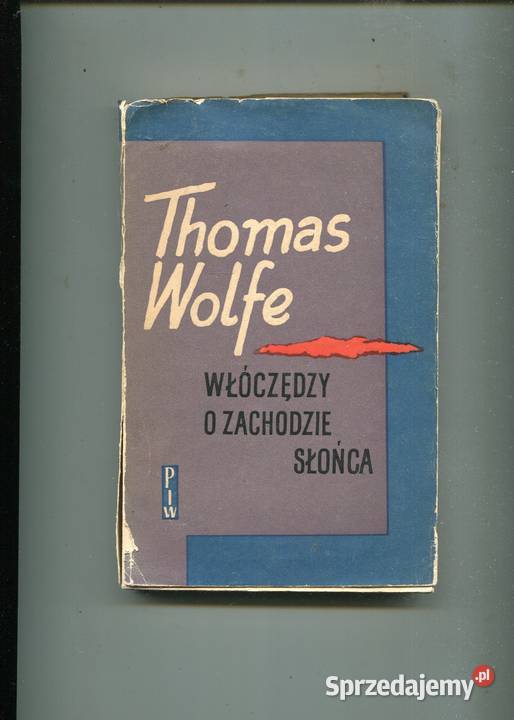 Thomas
Wolfe
WŁÓCZĘDZY
O ZACHODZIE
SŁOŃCA
PIW
Sprzedajemy.pl